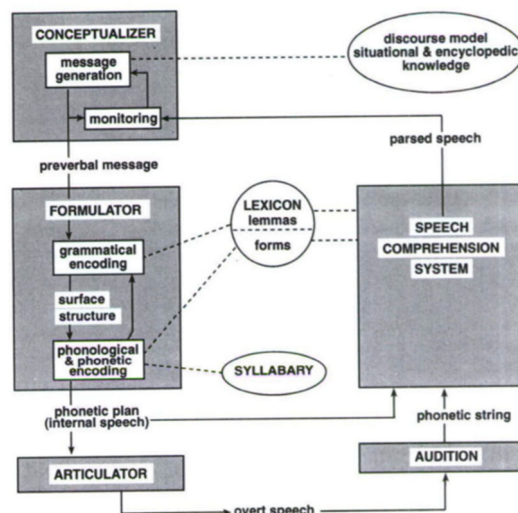 CONCEPTUALIZER
message
generation
monitoring
discourse model
situational & encyclopedic
knowledge
parsed speech
preverbal message
FORMULATOR
grammatical
encoding
surface
structure
phonological
& phonetic
encoding
LEXICON
lemmas
forms
SYLLABARY
SPEECH
COMPREHENSION
SYSTEM
phonetic plan
(internal speech)
phonetic string
ARTICULATOR
AUDITION
overt speech